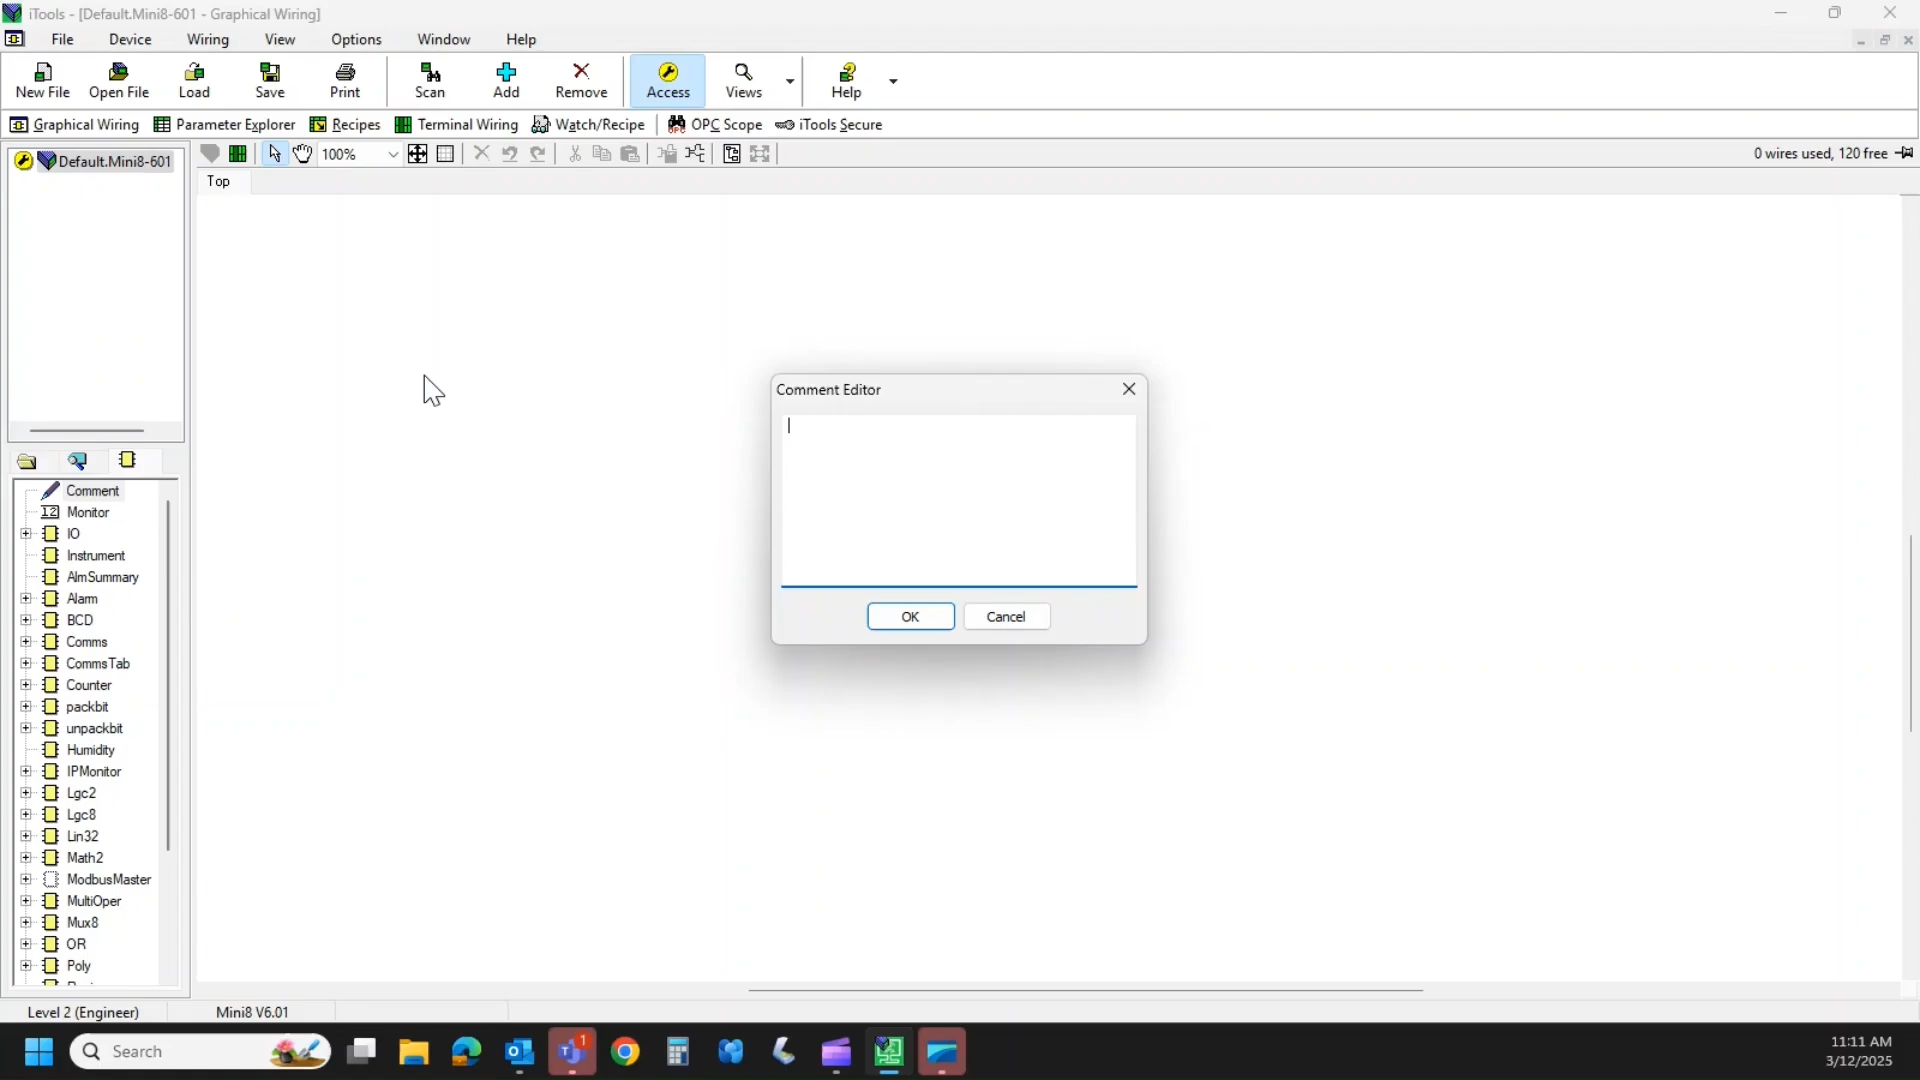 iTools - [Default.Mini8-601 - Graphical Wiring]
File Device Wiring View Options Window Help
New File Open File Load Save Print Scan Add Remove Access Views Help
Graphical Wiring Parameter Explorer Recipes Terminal Wiring Watch/Recipe OPC Scope iTools Secure
Default.Mini8-601
100%
0 wires used, 120 free
Top
Comment Editor
OK Cancel
Comment
12 Monitor
IO
Instrument
AlmSummary
Alarm
BCD
Comms
CommsTab
Counter
packbit
unpackbit
Humidity
IPMonitor
Lgc2
Lgc8
Lin32
Math2
ModbusMaster
MultiOper
Mux8
OR
Poly
Level 2 (Engineer) Mini8 V6.01
Search
1
11:11 AM
3/12/2025